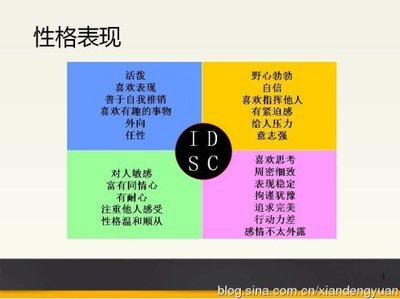 性格表现
活泼
喜欢表现
善于自我推销
喜欢有趣的事物
外向
任性
野心勃勃
自信
喜欢指挥他人
有紧迫感
给人压力
意志强
I D
S C
对人敏感
富有同情心
有耐心
注重他人感受
性格温和顺从
喜欢思考
周密细致
表现稳定
拘谨犹豫
追求完美
行动力差
感情不太外露
blog.sina.com.cn/xiandengyuan